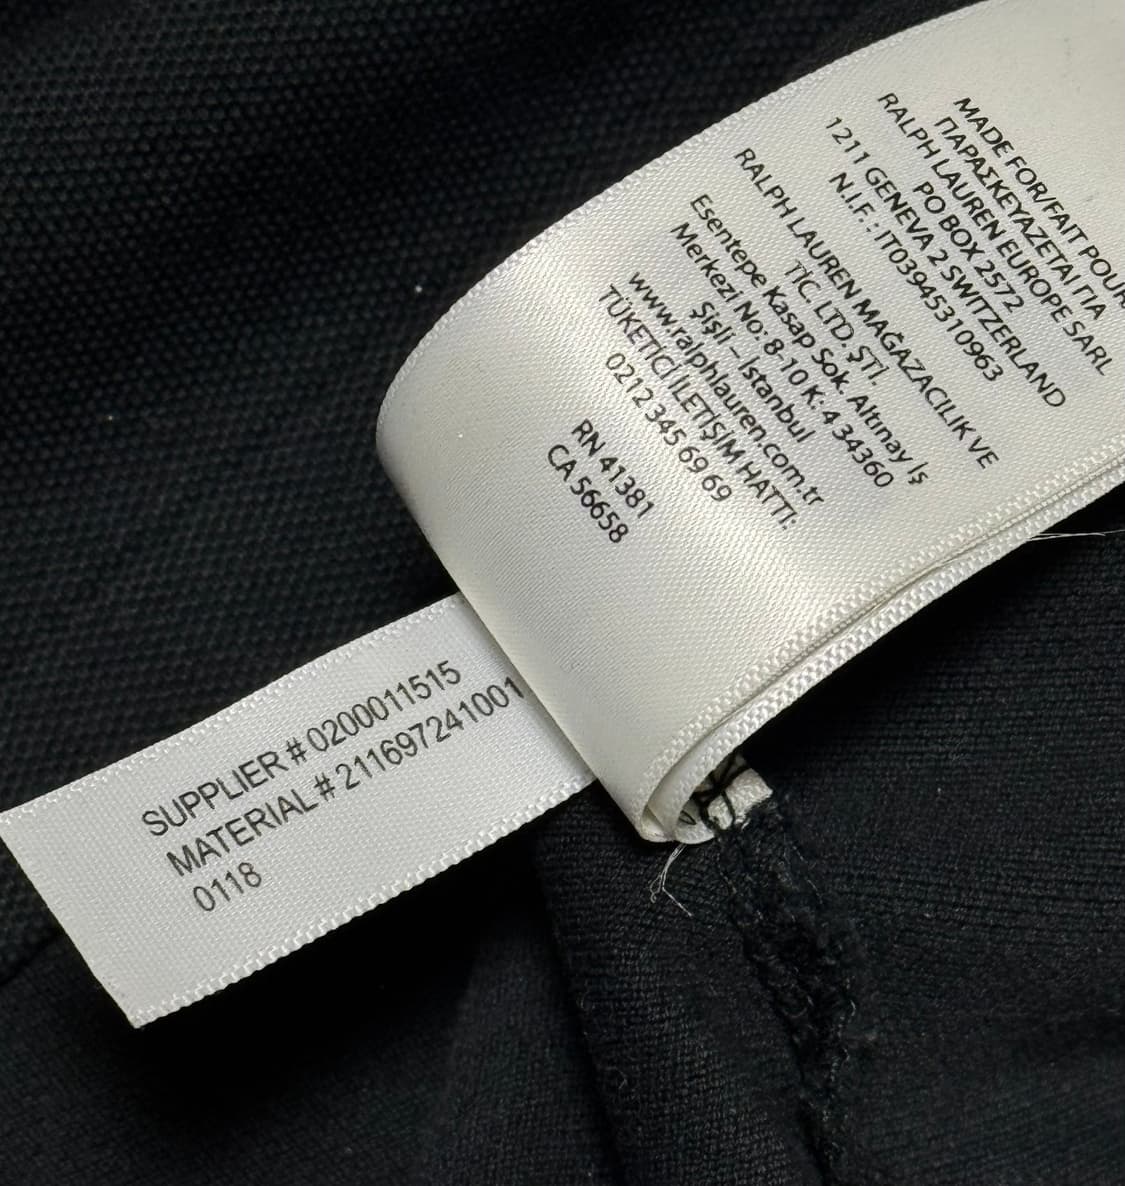 MADE FOR/FAIT POUR
ΠΑΡΑΣΚΕΥΑΖΕΤΑΙ ΓΙΑ
RALPH LAUREN EUROPE SARL
PO BOX 2572
1211 GENEVA 2 SWITZERLAND
N.I.F. : IT03945310963
RALPH LAUREN MAĞAZACILIK VE
TİC. LTD. ŞTİ.
Esentepe Kasap Sok. Altınay İş
Merkezi No: 8-10 K: 4 34360
Şişli – İstanbul
www.ralphlauren.com.tr
TÜKETİCİ İLETİŞİM HATTI:
0212 345 69 69
RN 41381
CA 56658
SUPPLIER # 0200011515
MATERIAL # 211697241001
0118